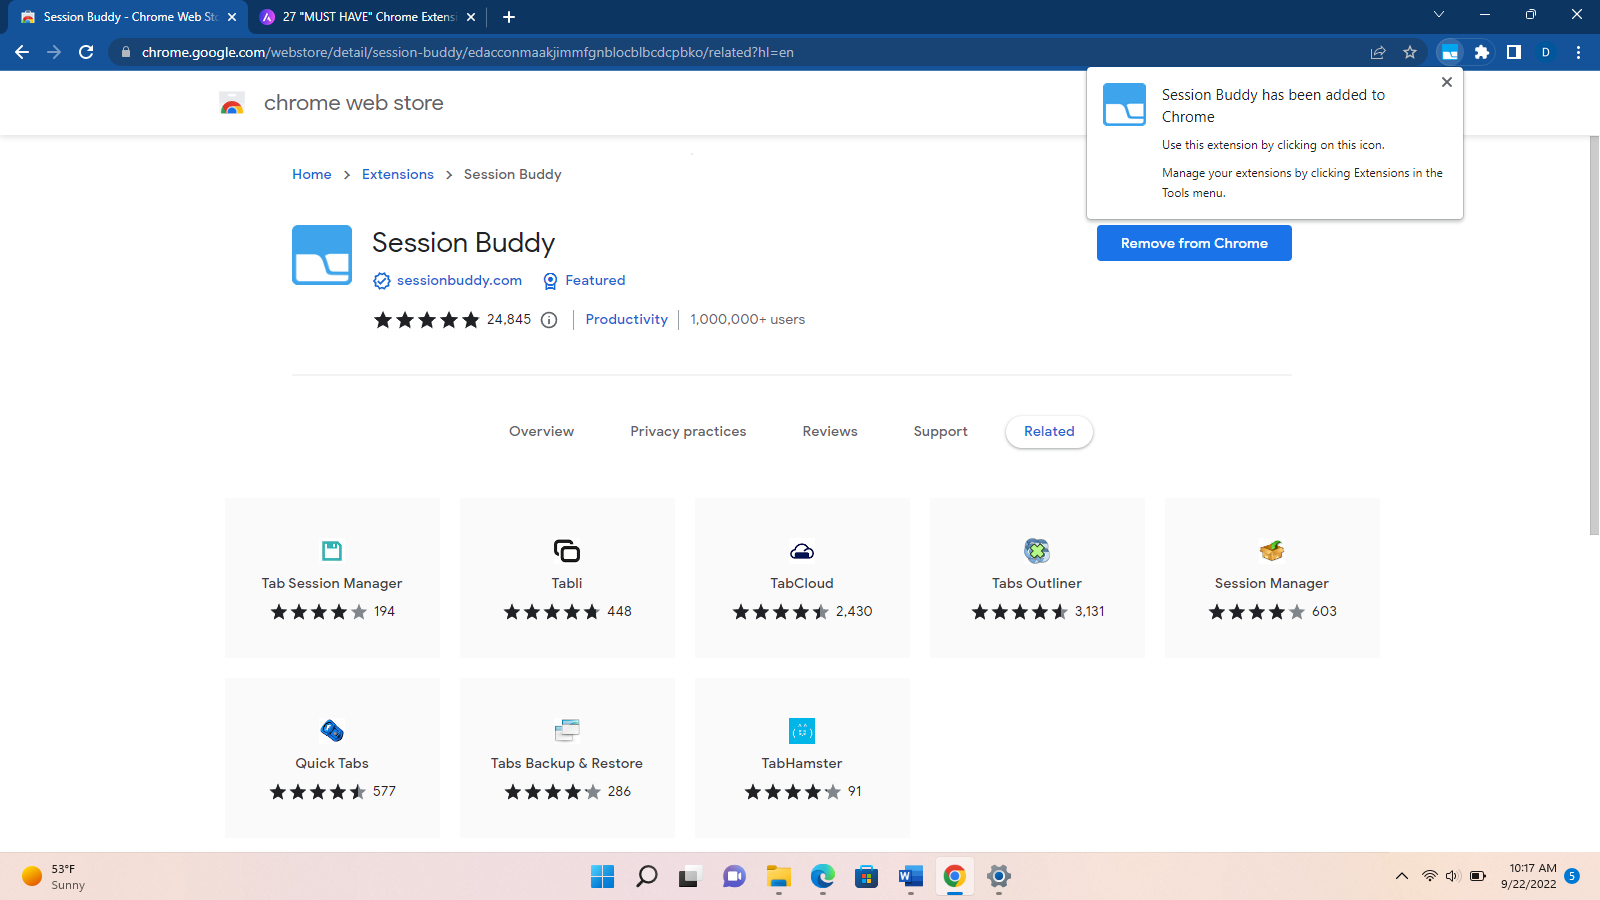 Session Buddy - Chrome Web Sto
27 "MUST HAVE" Chrome Extensi
chrome.google.com/webstore/detail/session-buddy/edacconmaakjimmfgnblocblbcdcpbko/related?hl=en
D
chrome web store
Session Buddy has been added to
Chrome
Use this extension by clicking on this icon.
Manage your extensions by clicking Extensions in the
Tools menu.
Home > Extensions > Session Buddy
Session Buddy
Remove from Chrome
sessionbuddy.com Featured
24,845 Productivity 1,000,000+ users
Overview Privacy practices Reviews Support Related
Tab Session Manager
194
Tabli
448
TabCloud
2,430
Tabs Outliner
3,131
Session Manager
603
Quick Tabs
577
Tabs Backup & Restore
286
TabHamster
91
53°F
Sunny
10:17 AM
9/22/2022
5